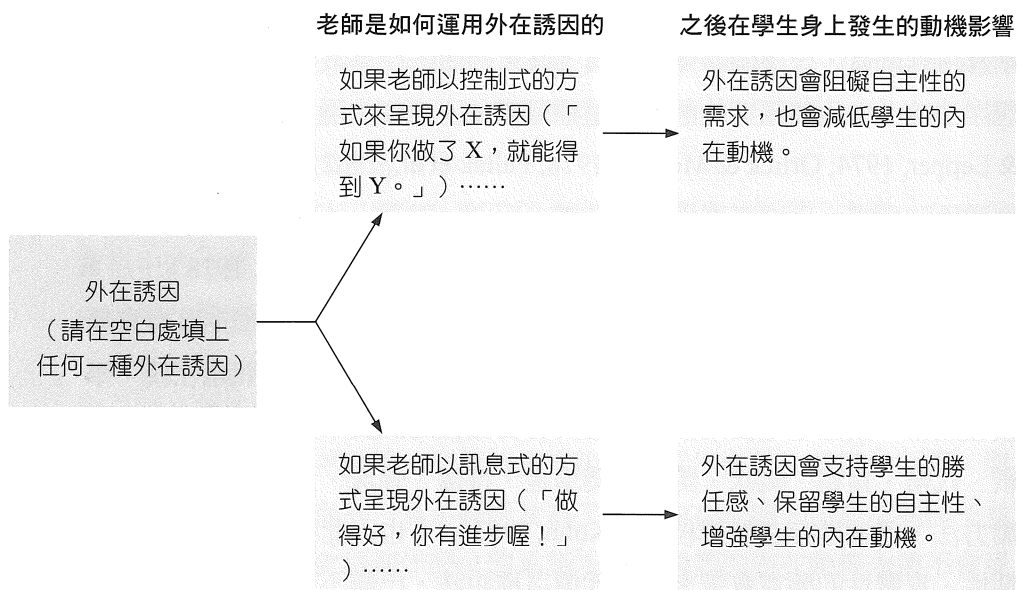 老師是如何運用外在誘因的
之後在學生身上發生的動機影響
如果老師以控制式的方
式來呈現外在誘因（「
如果你做了 X，就能得
到 Y。」）……
外在誘因會阻礙自主性的
需求，也會減低學生的內
在動機。
外在誘因
（請在空白處填上
任何一種外在誘因）
如果老師以訊息式的方
式呈現外在誘因（「做
得好，你有進步喔！」
）……
外在誘因會支持學生的勝
任感、保留學生的自主性、
增強學生的內在動機。